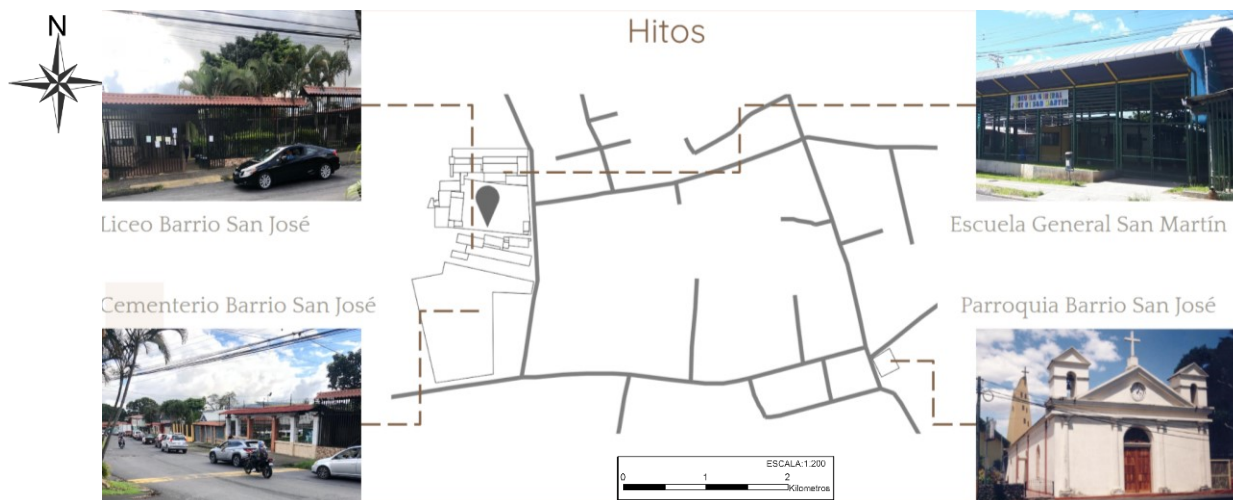 N
Hitos
Liceo Barrio San José
Escuela General San Martín
Cementerio Barrio San José
Parroquia Barrio San José
ESCALA:1:200
0 1 2
Kilometros